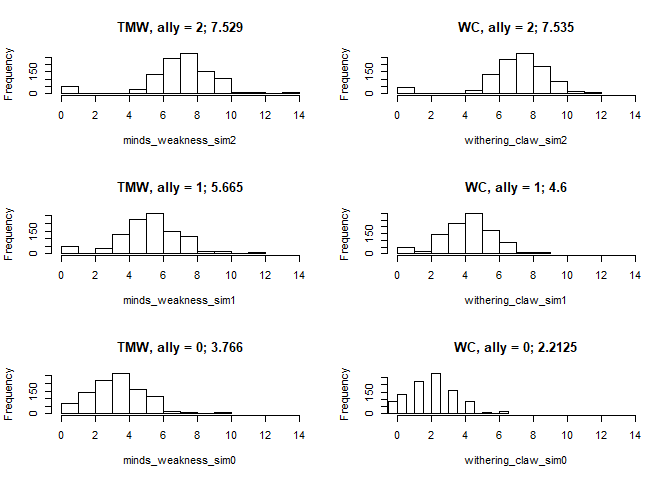 TMW, ally = 2; 7.529
Frequency
0 150
0 2 4 6 8 10 12 14
minds_weakness_sim2
WC, ally = 2; 7.535
Frequency
0 150
0 2 4 6 8 10 12 14
withering_claw_sim2
TMW, ally = 1; 5.665
Frequency
0 150
0 2 4 6 8 10 12 14
minds_weakness_sim1
WC, ally = 1; 4.6
Frequency
0 150
0 2 4 6 8 10 12 14
withering_claw_sim1
TMW, ally = 0; 3.766
Frequency
0 150
0 2 4 6 8 10 12 14
minds_weakness_sim0
WC, ally = 0; 2.2125
Frequency
0 150
0 2 4 6 8 10 12 14
withering_claw_sim0